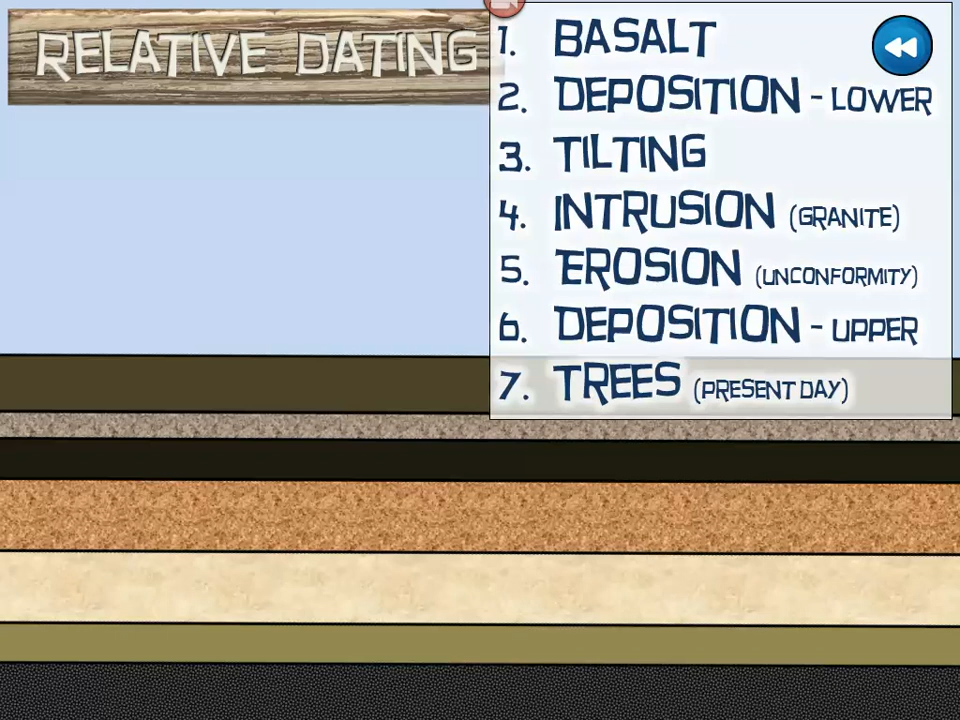 RELATIVE DATING
1. BASALT
2. DEPOSITION - LOWER
3. TILTING
4. INTRUSION (GRANITE)
5. EROSION (UNCONFORMITY)
6. DEPOSITION - UPPER
7. TREES (PRESENT DAY)